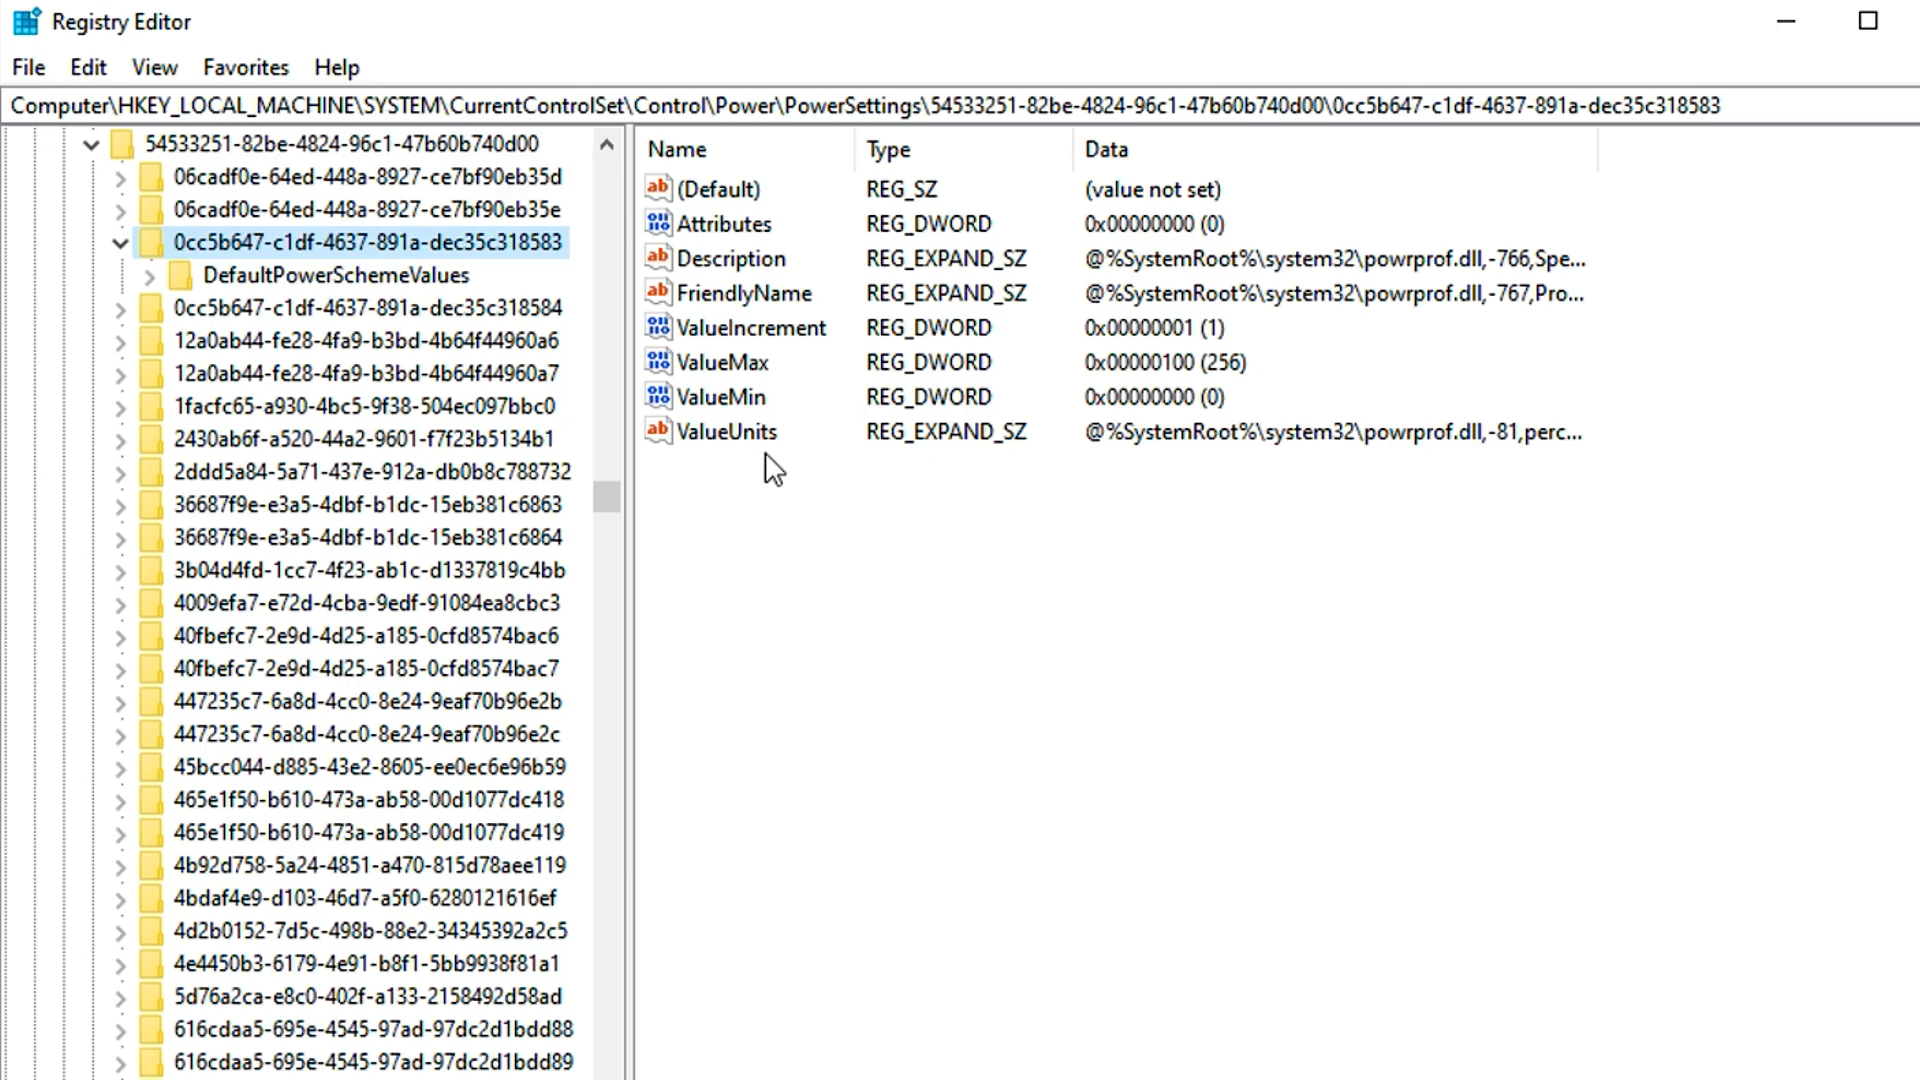 Registry Editor
File Edit View Favorites Help
Computer\HKEY_LOCAL_MACHINE\SYSTEM\CurrentControlSet\Control\Power\PowerSettings\54533251-82be-4824-96c1-47b60b740d00\0cc5b647-c1df-4637-891a-dec35c318583
54533251-82be-4824-96c1-47b60b740d00
06cadf0e-64ed-448a-8927-ce7bf90eb35d
06cadf0e-64ed-448a-8927-ce7bf90eb35e
0cc5b647-c1df-4637-891a-dec35c318583
DefaultPowerSchemeValues
0cc5b647-c1df-4637-891a-dec35c318584
12a0ab44-fe28-4fa9-b3bd-4b64f44960a6
12a0ab44-fe28-4fa9-b3bd-4b64f44960a7
1facfc65-a930-4bc5-9f38-504ec097bbc0
2430ab6f-a520-44a2-9601-f7f23b5134b1
2ddd5a84-5a71-437e-912a-db0b8c788732
36687f9e-e3a5-4dbf-b1dc-15eb381c6863
36687f9e-e3a5-4dbf-b1dc-15eb381c6864
3b04d4fd-1cc7-4f23-ab1c-d1337819c4bb
4009efa7-e72d-4cba-9edf-91084ea8cbc3
40fbefc7-2e9d-4d25-a185-0cfd8574bac6
40fbefc7-2e9d-4d25-a185-0cfd8574bac7
447235c7-6a8d-4cc0-8e24-9eaf70b96e2b
447235c7-6a8d-4cc0-8e24-9eaf70b96e2c
45bcc044-d885-43e2-8605-ee0ec6e96b59
465e1f50-b610-473a-ab58-00d1077dc418
465e1f50-b610-473a-ab58-00d1077dc419
4b92d758-5a24-4851-a470-815d78aee119
4bdaf4e9-d103-46d7-a5f0-6280121616ef
4d2b0152-7d5c-498b-88e2-34345392a2c5
4e4450b3-6179-4e91-b8f1-5bb9938f81a1
5d76a2ca-e8c0-402f-a133-2158492d58ad
616cdaa5-695e-4545-97ad-97dc2d1bdd88
616cdaa5-695e-4545-97ad-97dc2d1bdd89
Name Type Data
(Default) REG_SZ (value not set)
Attributes REG_DWORD 0x00000000 (0)
Description REG_EXPAND_SZ @%SystemRoot%\system32\powrprof.dll,-766,Spe...
FriendlyName REG_EXPAND_SZ @%SystemRoot%\system32\powrprof.dll,-767,Pro...
ValueIncrement REG_DWORD 0x00000001 (1)
ValueMax REG_DWORD 0x00000100 (256)
ValueMin REG_DWORD 0x00000000 (0)
ValueUnits REG_EXPAND_SZ @%SystemRoot%\system32\powrprof.dll,-81,perc...